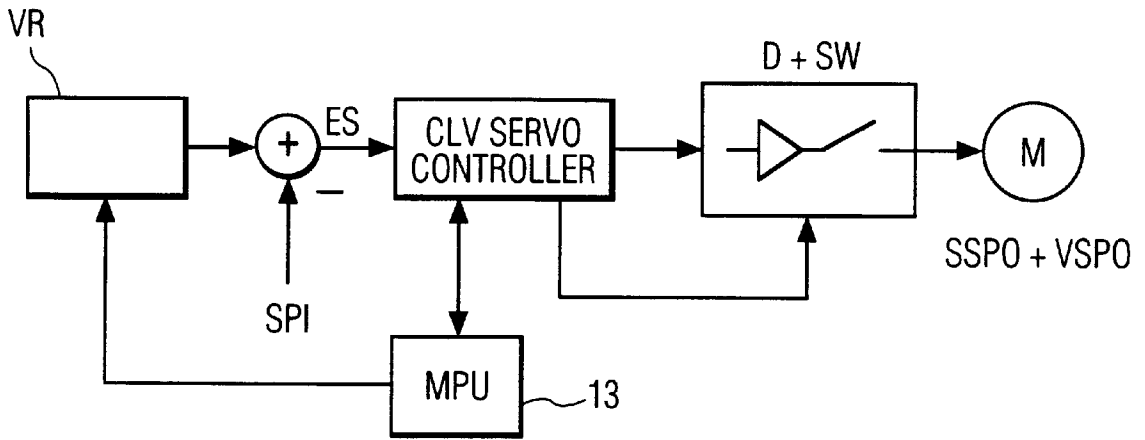 VR
D + SW
+
ES
CLV SERVO
CONTROLLER
M
−
SPI
SSPO + VSPO
MPU
13